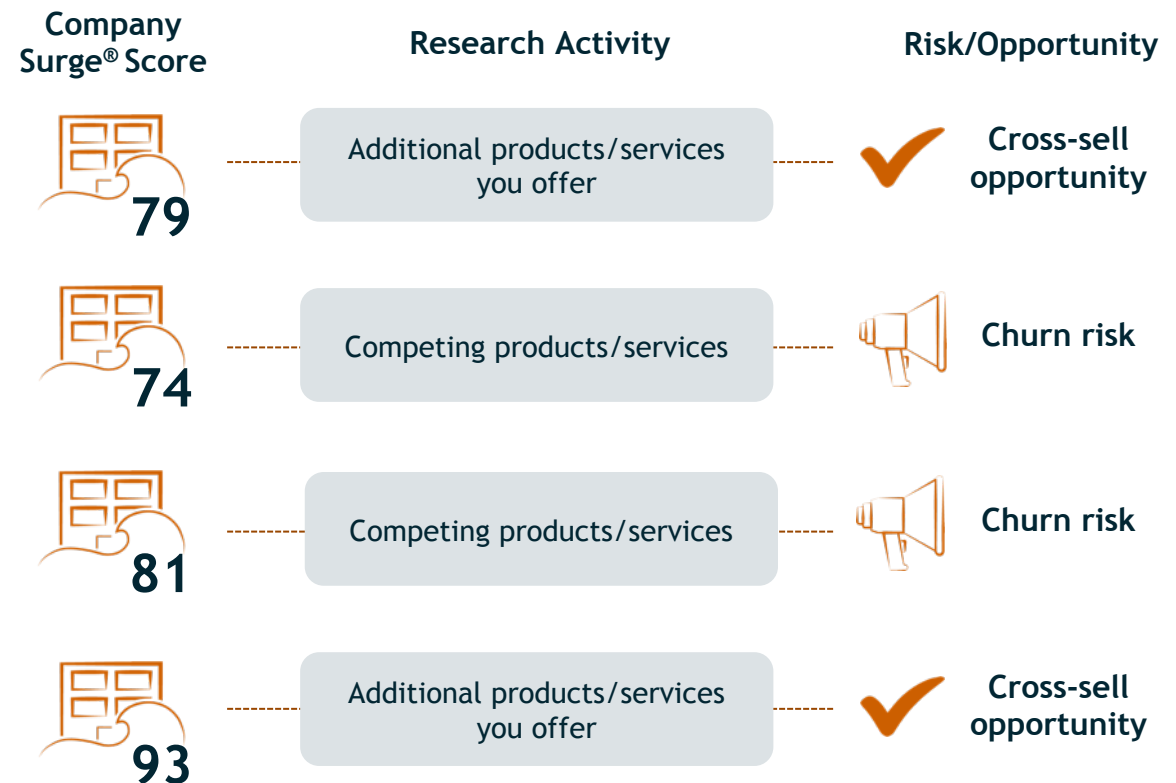 Company
Surge® Score
Research Activity
Risk/Opportunity
79
Additional products/services
you offer
Cross-sell
opportunity
74
Competing products/services
Churn risk
81
Competing products/services
Churn risk
93
Additional products/services
you offer
Cross-sell
opportunity